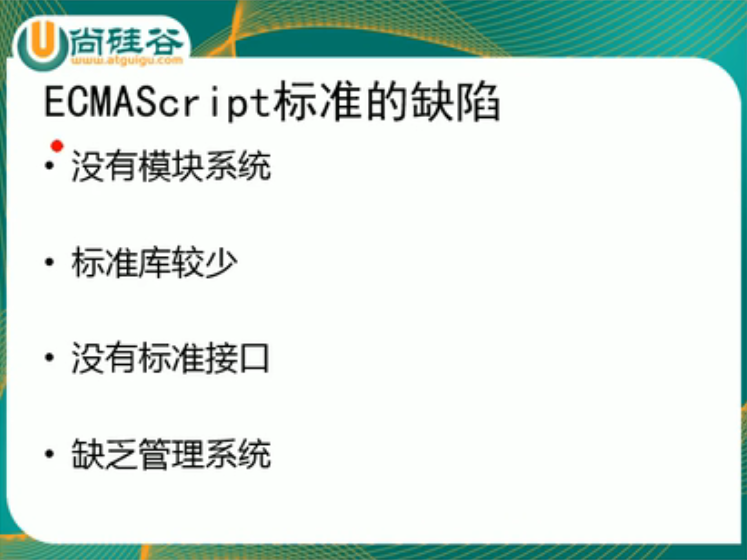 尚硅谷
www.atguigu.com
ECMAScript标准的缺陷
• 没有模块系统
• 标准库较少
• 没有标准接口
• 缺乏管理系统